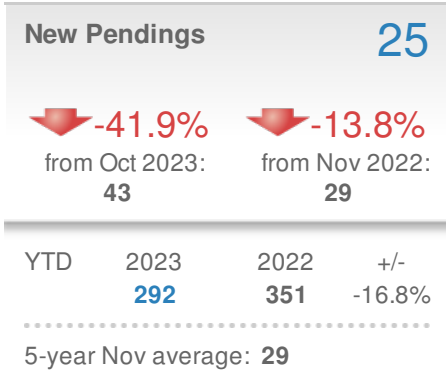 New Pendings 25
-41.9% -13.8%
from Oct 2023: from Nov 2022:
43 29
YTD 2023 2022 +/-
292 351 -16.8%
5-year Nov average: 29